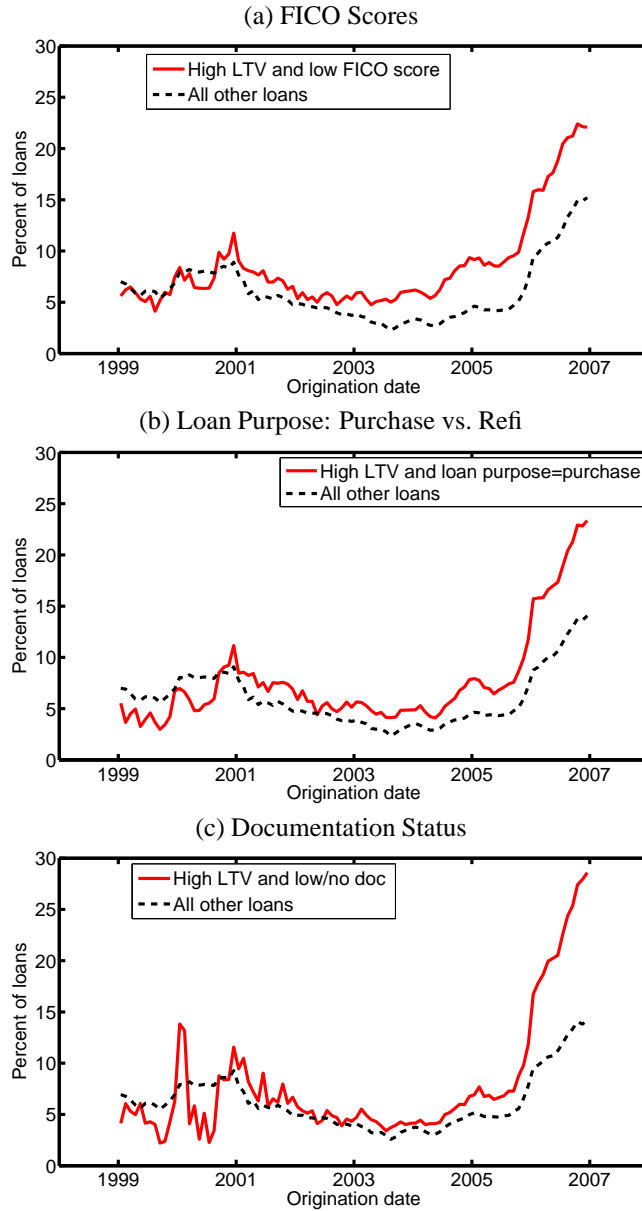 (a) FICO Scores
30
25
20
15
10
5
0
Percent of loans
High LTV and low FICO score
All other loans
1999 2001 2003 2005 2007
Origination date
(b) Loan Purpose: Purchase vs. Refi
30
25
20
15
10
5
0
Percent of loans
High LTV and loan purpose=purchase
All other loans
1999 2001 2003 2005 2007
Origination date
(c) Documentation Status
30
25
20
15
10
5
0
Percent of loans
High LTV and low/no doc
All other loans
1999 2001 2003 2005 2007
Origination date